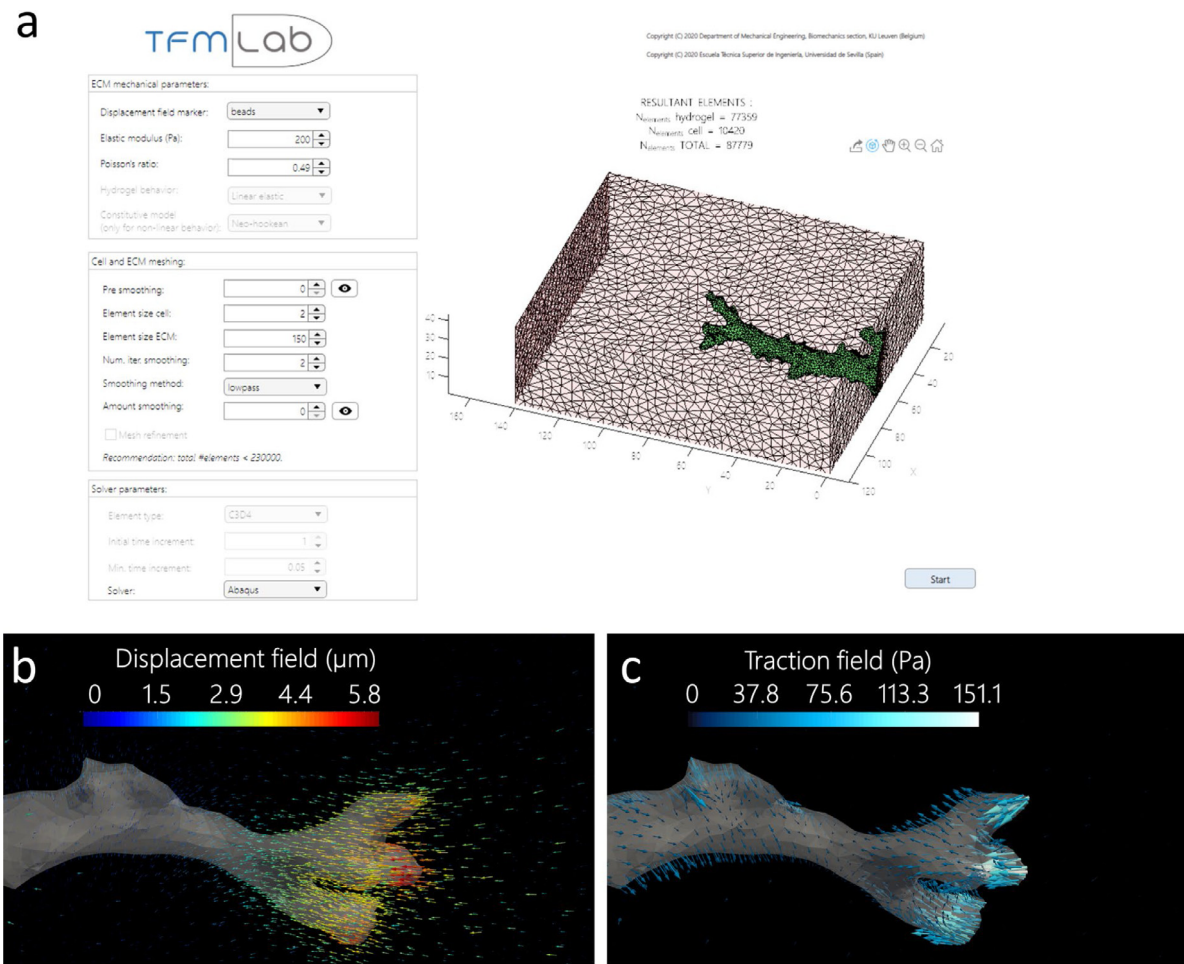 a
TFMLab
Copyright (C) 2020 Department of Mechanical Engineering, Biomechanics section, KU Leuven (Belgium)
Copyright (C) 2020 Escuela Técnica Superior de Ingeniería, Universidad de Sevilla (Spain)
ECM mechanical parameters:
Displacement field marker: beads
Elastic modulus (Pa): 200
Poisson's ratio: 0.49
Hydrogel behavior: Linear elastic
Constitutive model
(only for non-linear behavior): Neo-hookean
Cell and ECM meshing:
Pre smoothing: 0
Element size cell: 2
Element size ECM: 150
Num. iter. smoothing: 2
Smoothing method: lowpass
Amount smoothing: 0
Mesh refinement
Recommendation: total #elements < 230000.
Solver parameters:
Element type: C3D4
Initial time increment: 1
Min. time increment: 0.05
Solver: Abaqus
RESULTANT ELEMENTS :
Nelements hydrogel = 77359
Nelements cell = 10420
Nelements TOTAL = 87779
40
30
20
10
160
140
120
100
80
60
40
20
0
Y
20
40
60
80
100
120
X
Start
b
Displacement field (µm)
0 1.5 2.9 4.4 5.8
c
Traction field (Pa)
0 37.8 75.6 113.3 151.1